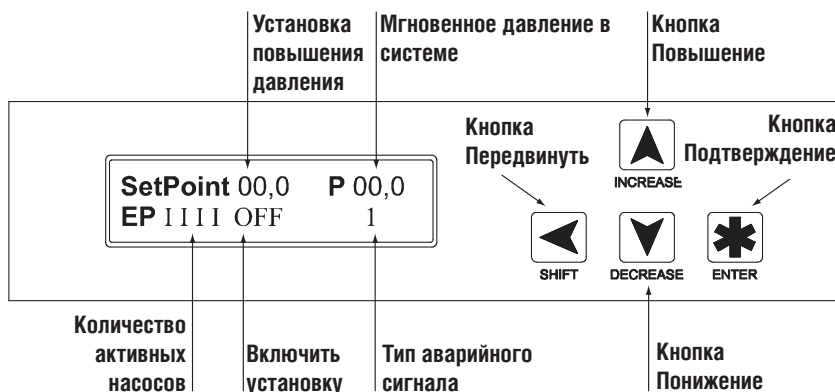 Установка повышения давления
Мгновенное давление в системе
Кнопка Повышение
Кнопка Передвинуть
Кнопка Подтверждение
SetPoint 00,0 P 00,0
EP I I I I OFF 1
INCREASE
SHIFT
DECREASE
ENTER
Количество активных насосов
Включить установку
Тип аварийного сигнала
Кнопка Понижение